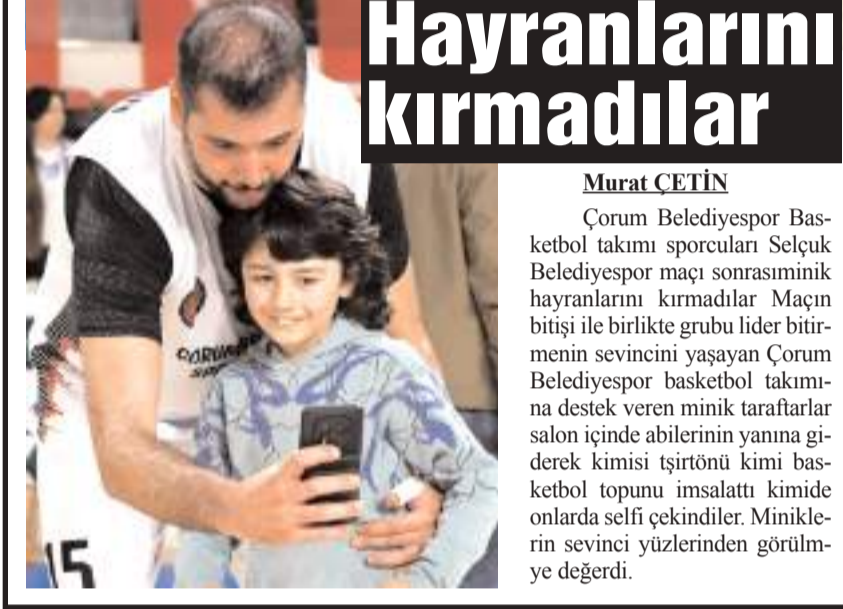 Hayranlarını
kırmadılar
Murat ÇETİN
Çorum Belediyespor Bas-
ketbol takımı sporcuları Selçuk
Belediyespor maçı sonrasıminik
hayranlarını kırmadılar Maçın
bitişi ile birlikte grubu lider bitir-
menin sevincini yaşayan Çorum
Belediyespor basketbol takımı-
na destek veren minik taraftarlar
salon içinde abilerinin yanına gi-
derek kimisi tşirtönü kimi bas-
ketbol topunu imsalattı kimide
onlarda selfi çekindiler. Minikle-
rin sevinci yüzlerinden görülm-
ye değerdi.
15